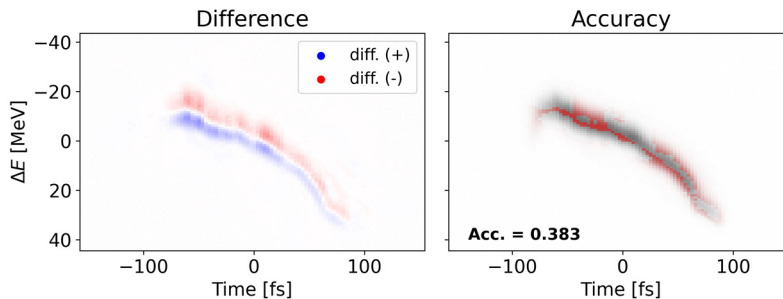 Difference
Accuracy
−40
−20
0
20
40
ΔE [MeV]
diff. (+)
diff. (-)
Acc. = 0.383
−100
0
100
−100
0
100
Time [fs]
Time [fs]